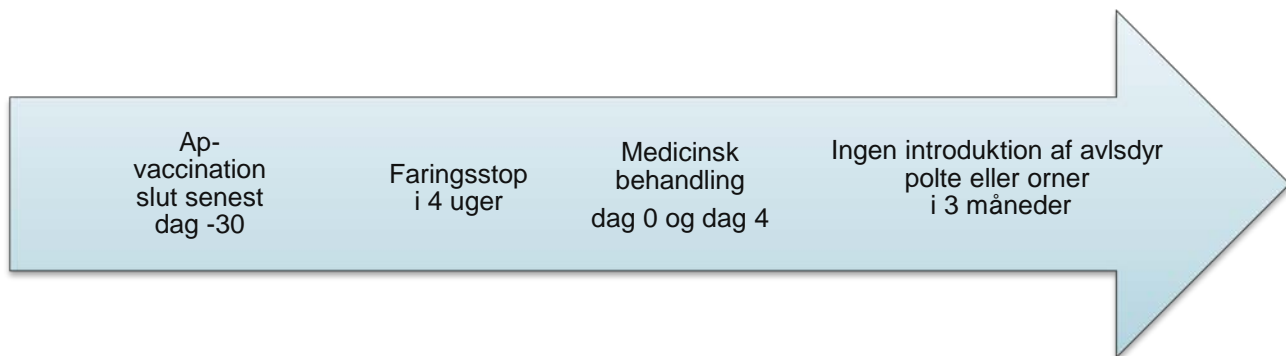 Ap-
vaccination
slut senest
dag -30
Faringsstop
i 4 uger
Medicinsk
behandling
dag 0 og dag 4
Ingen introduktion af avlsdyr
polte eller orner
i 3 måneder